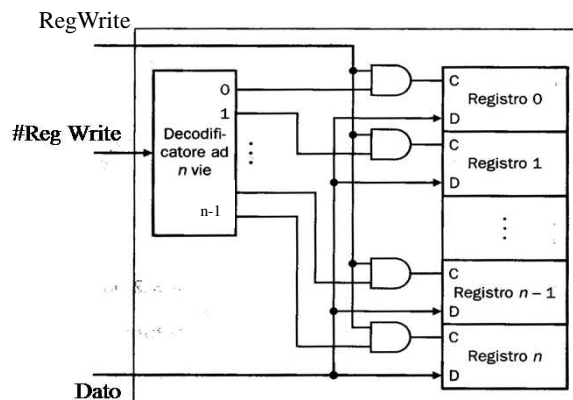 RegWrite
#Reg Write
Dato
Decodifi-
catore ad
n vie
0
1
n-1
C
Registro 0
D
C
Registro 1
D
C
Registro n – 1
D
C
Registro n
D